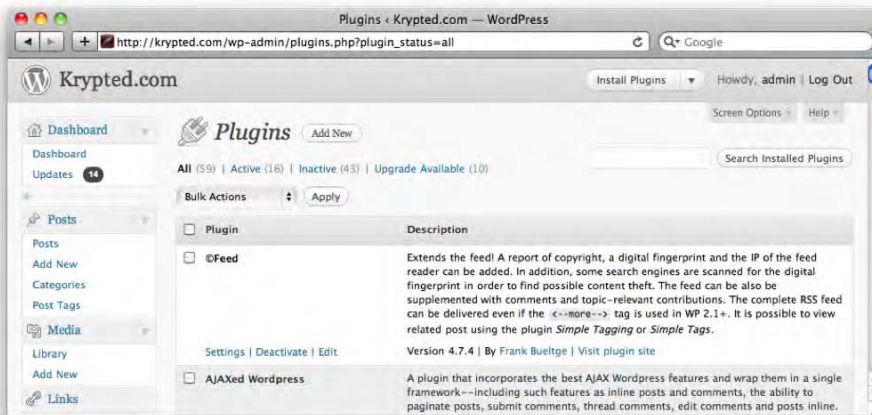 Plugins ‹ Krypted.com — WordPress
http://krypted.com/wp-admin/plugins.php?plugin_status=all
Google
Krypted.com
Install Plugins
Howdy, admin | Log Out
Screen Options
Help
Dashboard
Dashboard
Updates 14
Posts
Posts
Add New
Categories
Post Tags
Media
Library
Add New
Links
Plugins
Add New
All (59) | Active (16) | Inactive (43) | Upgrade Available (10)
Search Installed Plugins
Bulk Actions
Apply
Plugin
Description
©Feed
Extends the feed! A report of copyright, a digital fingerprint and the IP of the feed
reader can be added. In addition, some search engines are scanned for the digital
fingerprint in order to find possible content theft. The feed can be also be
supplemented with comments and topic-relevant contributions. The complete RSS feed
can be delivered even if the <--more--> tag is used in WP 2.1+. It is possible to view
related post using the plugin Simple Tagging or Simple Tags.
Settings | Deactivate | Edit
Version 4.7.4 | By Frank Bueltge | Visit plugin site
AJAXed Wordpress
A plugin that incorporates the best AJAX Wordpress features and wrap them in a single
framework--including such features as inline posts and comments, the ability to
paginate posts, submit comments, thread comments, edit comments and posts inline.